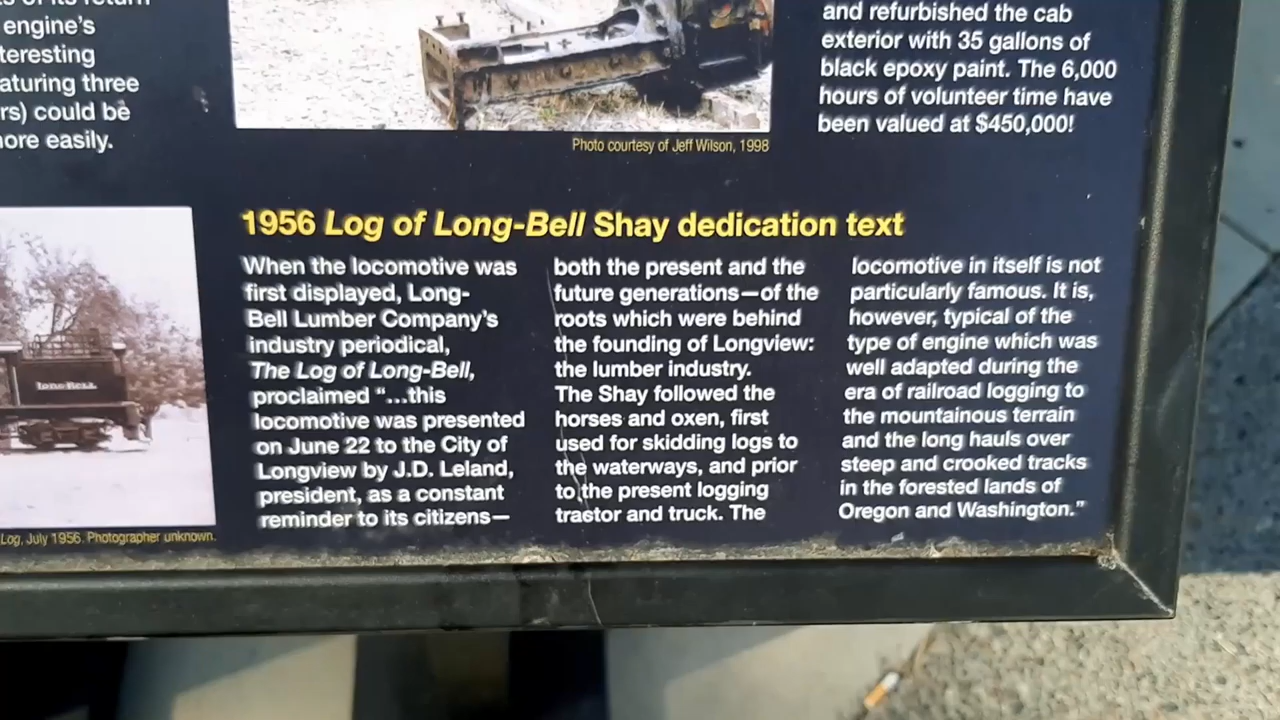 engine's
could be
easily.
Photo courtesy of Jeff Wilson, 1998
and refurbished the cab
exterior with 35 gallons of
black epoxy paint. The 6,000
hours of volunteer time have
been valued at $450,000!
LONG-BELL
Log, July 1956. Photographer unknown.
1956 Log of Long-Bell Shay dedication text
When the locomotive was
first displayed, Long-
Bell Lumber Company's
industry periodical,
The Log of Long-Bell,
proclaimed “...this
locomotive was presented
on June 22 to the City of
Longview by J.D. Leland,
president, as a constant
reminder to its citizens—
both the present and the
future generations—of the
roots which were behind
the founding of Longview:
the lumber industry.
The Shay followed the
horses and oxen, first
used for skidding logs to
the waterways, and prior
to the present logging
tractor and truck. The
locomotive in itself is not
particularly famous. It is,
however, typical of the
type of engine which was
well adapted during the
era of railroad logging to
the mountainous terrain
and the long hauls over
steep and crooked tracks
in the forested lands of
Oregon and Washington.”